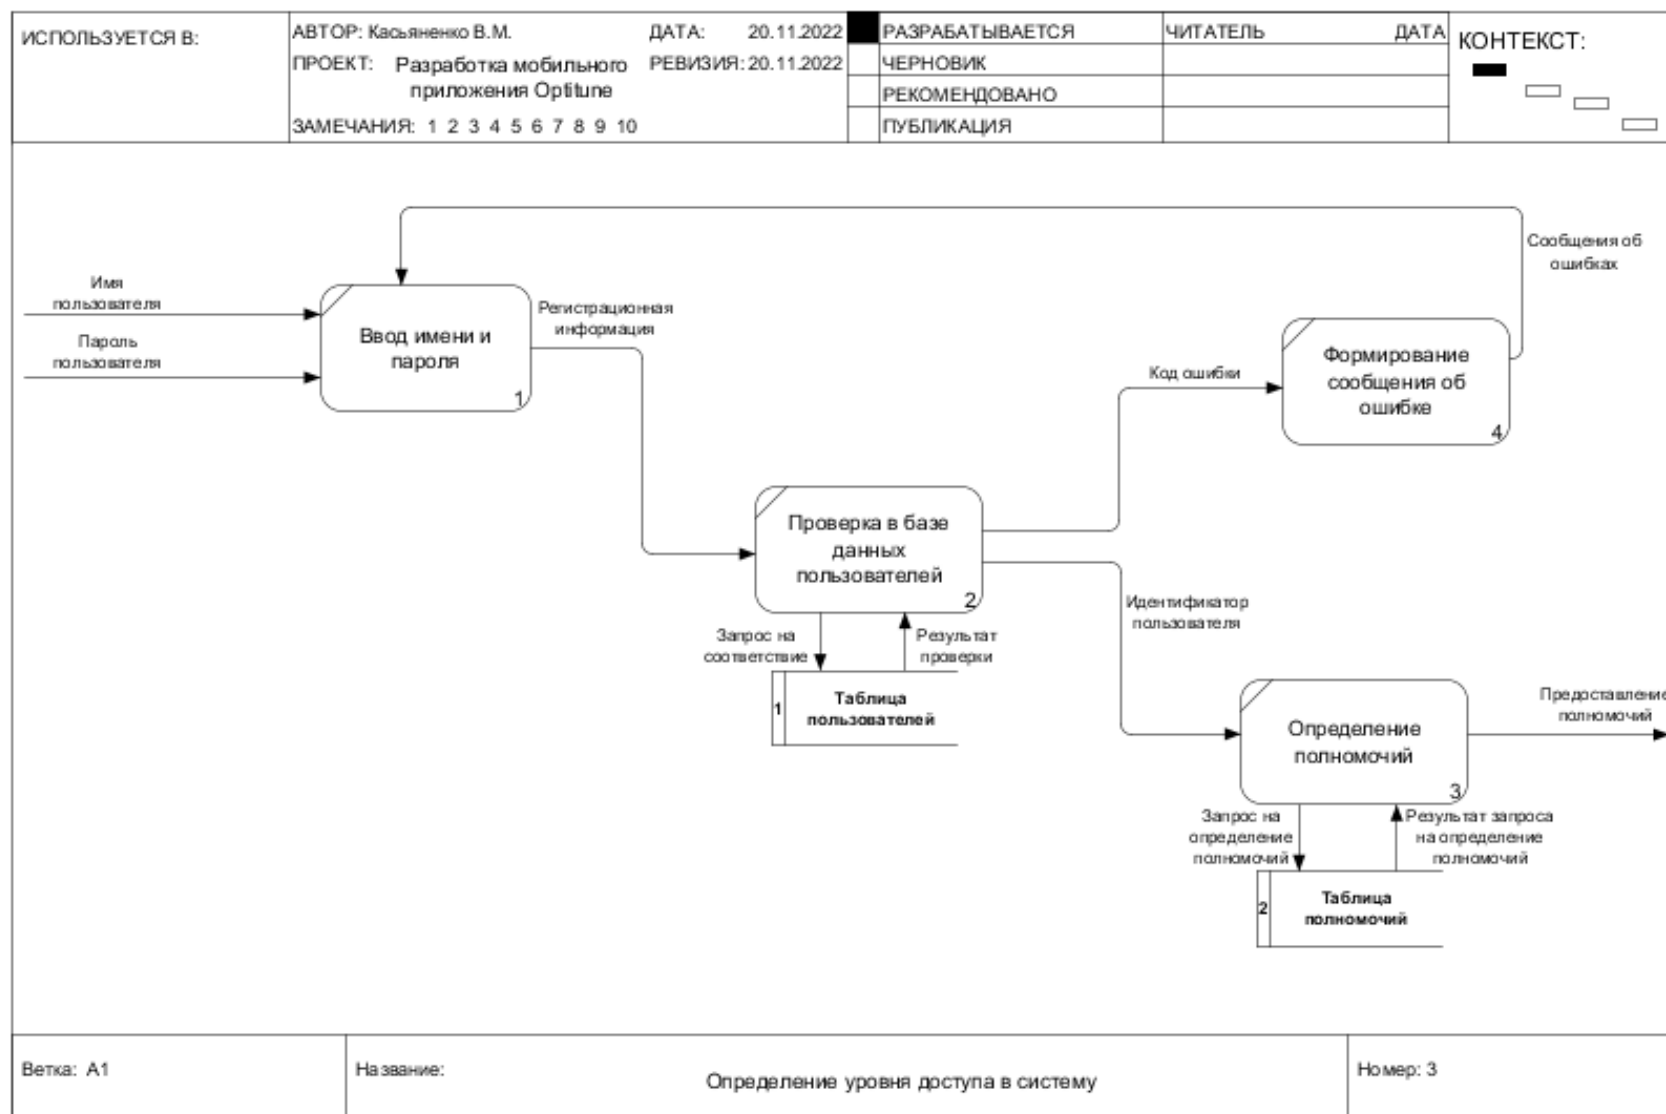 ИСПОЛЬЗУЕТСЯ В:
АВТОР: Касьяненко В.М.
ДАТА: 20.11.2022
ПРОЕКТ: Разработка мобильного
приложения Optitune
РЕВИЗИЯ: 20.11.2022
ЗАМЕЧАНИЯ: 1 2 3 4 5 6 7 8 9 10
РАЗРАБАТЫВАЕТСЯ
ЧЕРНОВИК
РЕКОМЕНДОВАНО
ПУБЛИКАЦИЯ
ЧИТАТЕЛЬ
ДАТА
КОНТЕКСТ:
Сообщения об
ошибках
Имя
пользователя
Пароль
пользователя
Ввод имени и
пароля
1
Регистрационная
информация
Код ошибки
Формирование
сообщения об
ошибке
4
Проверка в базе
данных
пользователей
2
Идентификатор
пользователя
Запрос на
соответствие
Результат
проверки
1
Таблица
пользователей
Определение
полномочий
3
Предоставление
полномочий
Запрос на
определение
полномочий
Результат запроса
на определение
полномочий
2
Таблица
полномочий
Ветка: А1
Название:
Определение уровня доступа в систему
Номер: 3